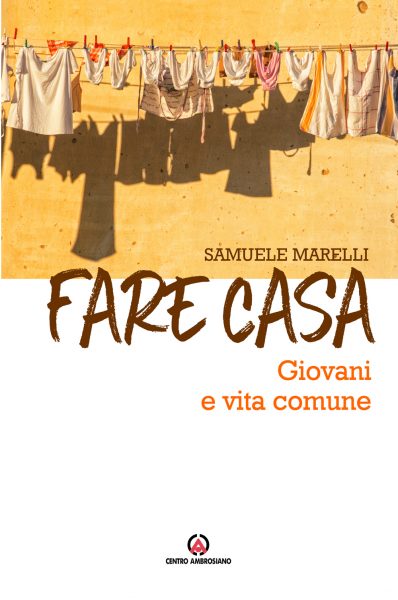 SAMUELE MARELLI
FARE CASA
Giovani
e vita comune
CENTRO AMBROSIANO